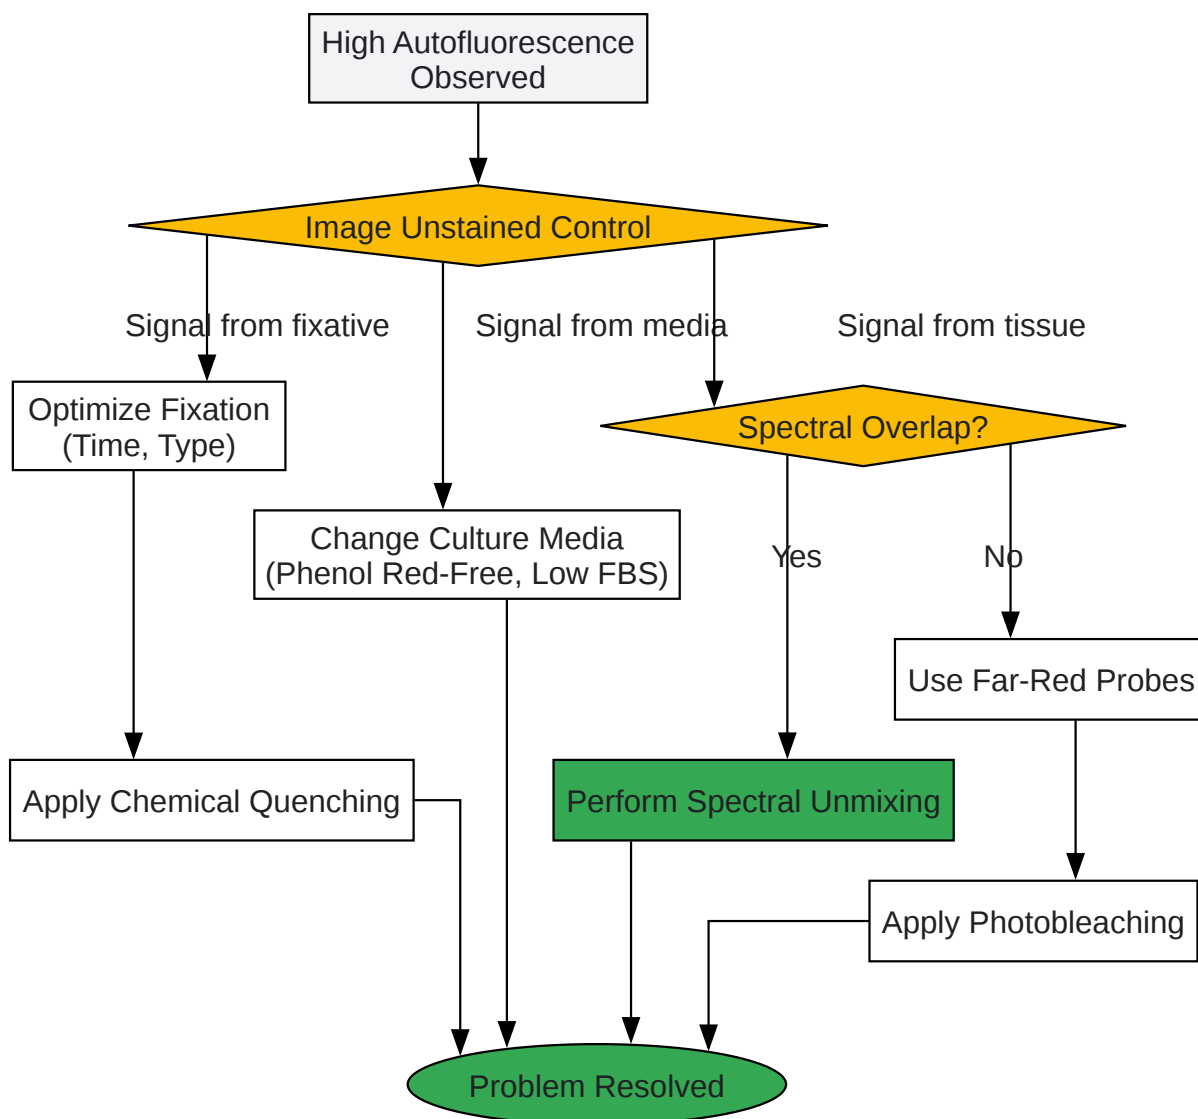 High Autofluorescence
Observed
Image Unstained Control
Signal from fixative
Signal from media
Signal from tissue
Optimize Fixation
(Time, Type)
Spectral Overlap?
Change Culture Media
(Phenol Red-Free, Low FBS)
Yes
No
Use Far-Red Probes
Apply Chemical Quenching
Perform Spectral Unmixing
Apply Photobleaching
Problem Resolved